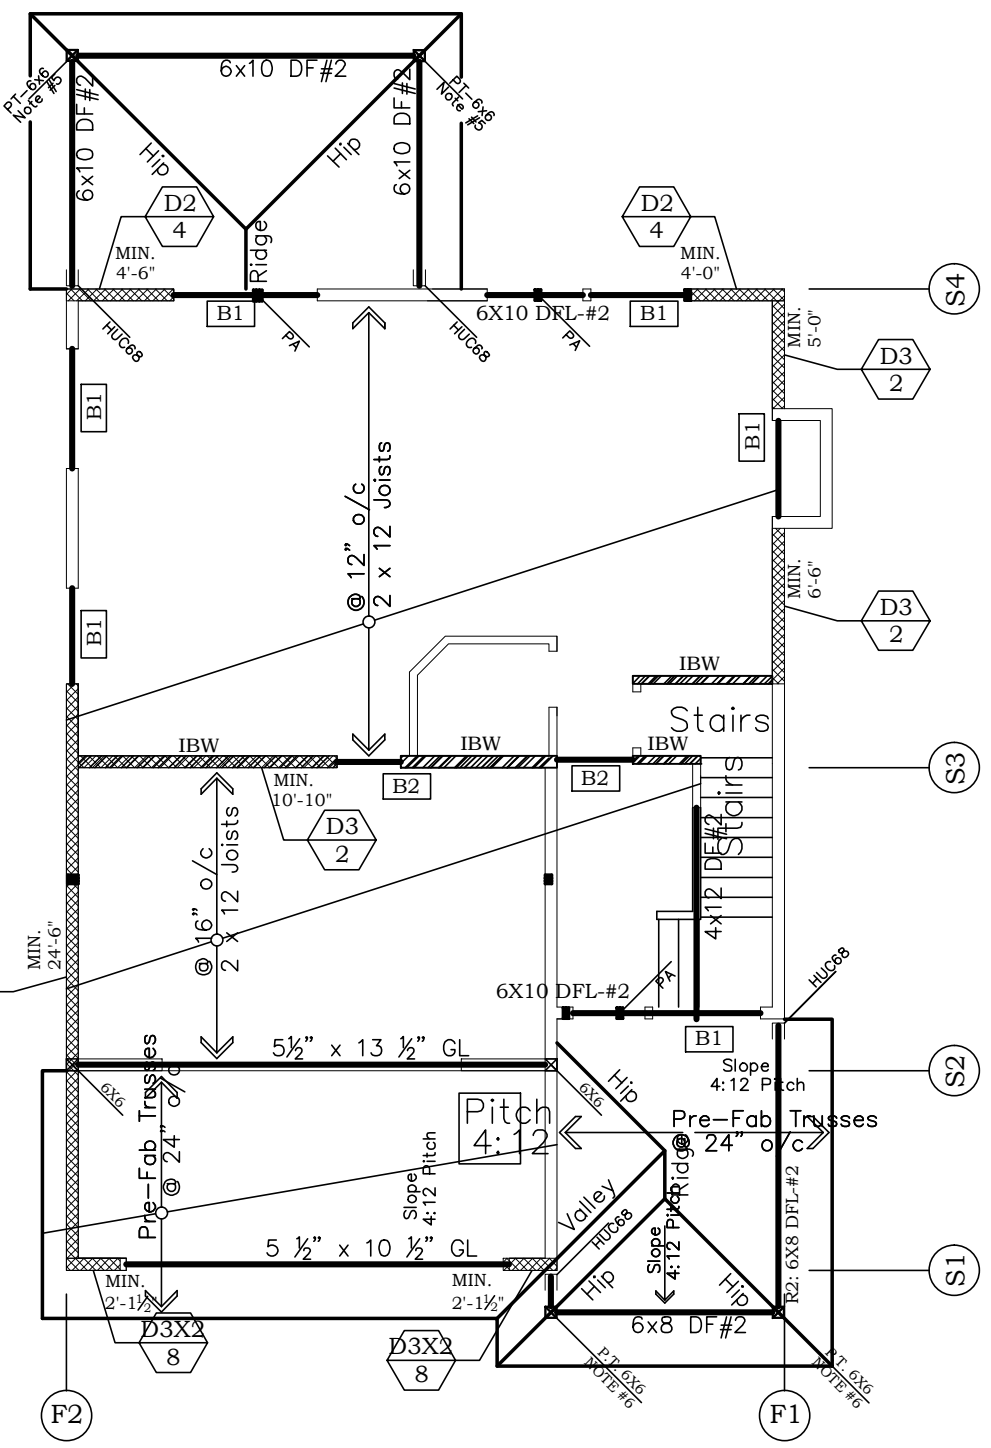 6x10 DF#2
PT-6x6
Note #5
PT-6x6
Note #5
6x10 DF#2
6x10 DF#2
Hip
Hip
Ridge
D2
4
D2
4
MIN.
4'-6"
MIN.
4'-0"
S4
B1
6X10 DFL-#2
B1
HUC68
PA
HUC68
PA
MIN.
5'-0"
D3
2
B1
B1
@ 12" o/c
2 x 12 Joists
MIN.
6'-6"
D3
2
B1
IBW
Stairs
IBW
IBW
IBW
B2
B2
S3
MIN.
10'-10"
D3
2
Stairs
4x12 DF#2
@ 16" o/c
2 x 12 Joists
MIN.
24'-6"
PA
HUC68
6X10 DFL-#2
B1
5½" x 13 ½" GL
6X6
6X6
Slope
4:12 Pitch
S2
Hip
Pre-Fab Trusses
@ 24" o/c
Pitch
4:12
Pre-Fab Trusses
@ 24" o/c
Ridge
Slope
4:12 Pitch
Valley
HUC68
Slope
4:12 Pitch
R2: 6X8 DFL-#2
5 ½" x 10 ½" GL
S1
MIN.
2'-1½"
MIN.
2'-1½"
Hip
Hip
6x8 DF#2
D3X2
8
D3X2
8
P.T. 6X6
NOTE #6
P.T. 6X6
NOTE #6
F2
F1